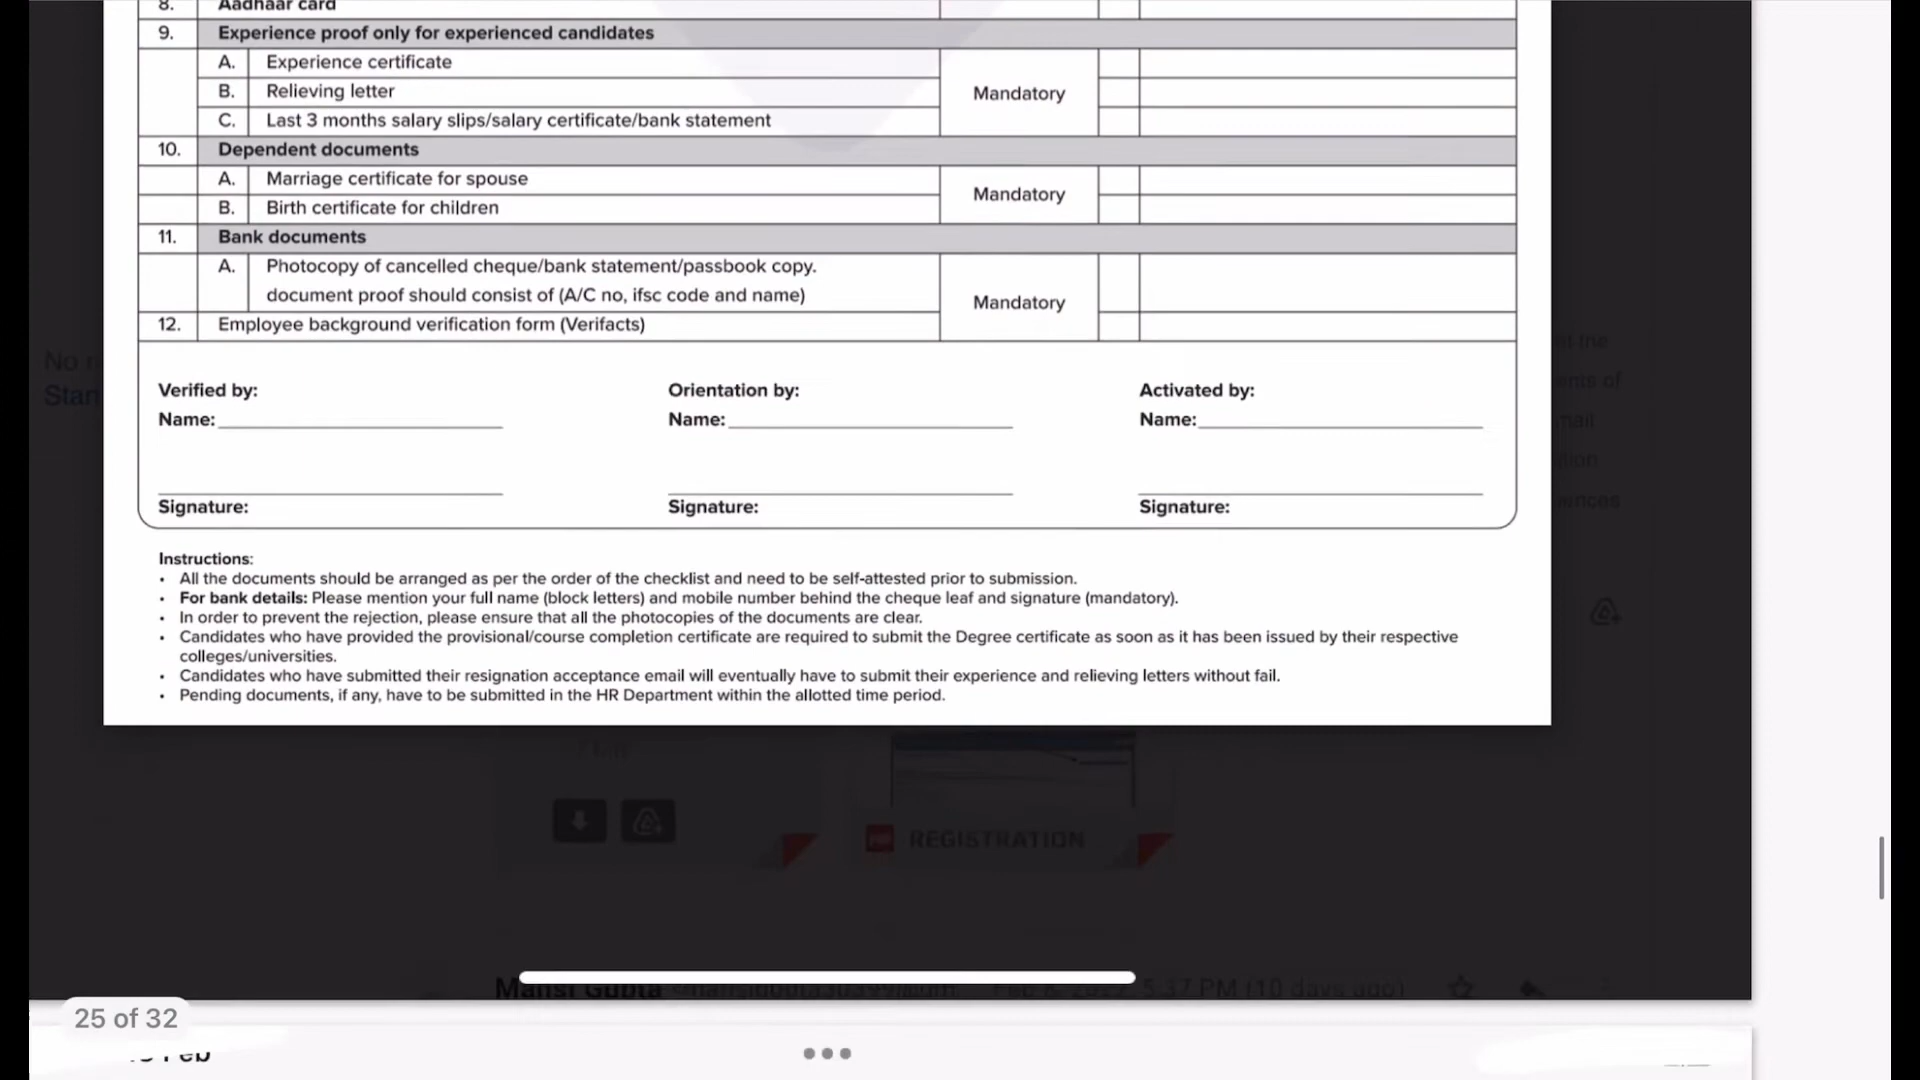 8. Aadhaar card
9. Experience proof only for experienced candidates
A. Experience certificate
B. Relieving letter
Mandatory
C. Last 3 months salary slips/salary certificate/bank statement
10. Dependent documents
A. Marriage certificate for spouse
Mandatory
B. Birth certificate for children
11. Bank documents
A. Photocopy of cancelled cheque/bank statement/passbook copy.
document proof should consist of (A/C no, ifsc code and name)
Mandatory
12. Employee background verification form (Verifacts)
Verified by: Orientation by: Activated by:
Name: Name: Name:
Signature: Signature: Signature:
Instructions:
• All the documents should be arranged as per the order of the checklist and need to be self-attested prior to submission.
• For bank details: Please mention your full name (block letters) and mobile number behind the cheque leaf and signature (mandatory).
• In order to prevent the rejection, please ensure that all the photocopies of the documents are clear.
• Candidates who have provided the provisional/course completion certificate are required to submit the Degree certificate as soon as it has been issued by their respective
colleges/universities.
• Candidates who have submitted their resignation acceptance email will eventually have to submit their experience and relieving letters without fail.
• Pending documents, if any, have to be submitted in the HR Department within the allotted time period.
REGISTRATION
Mansi Gupta 5:37 PM (10 days ago)
25 of 32
Feb